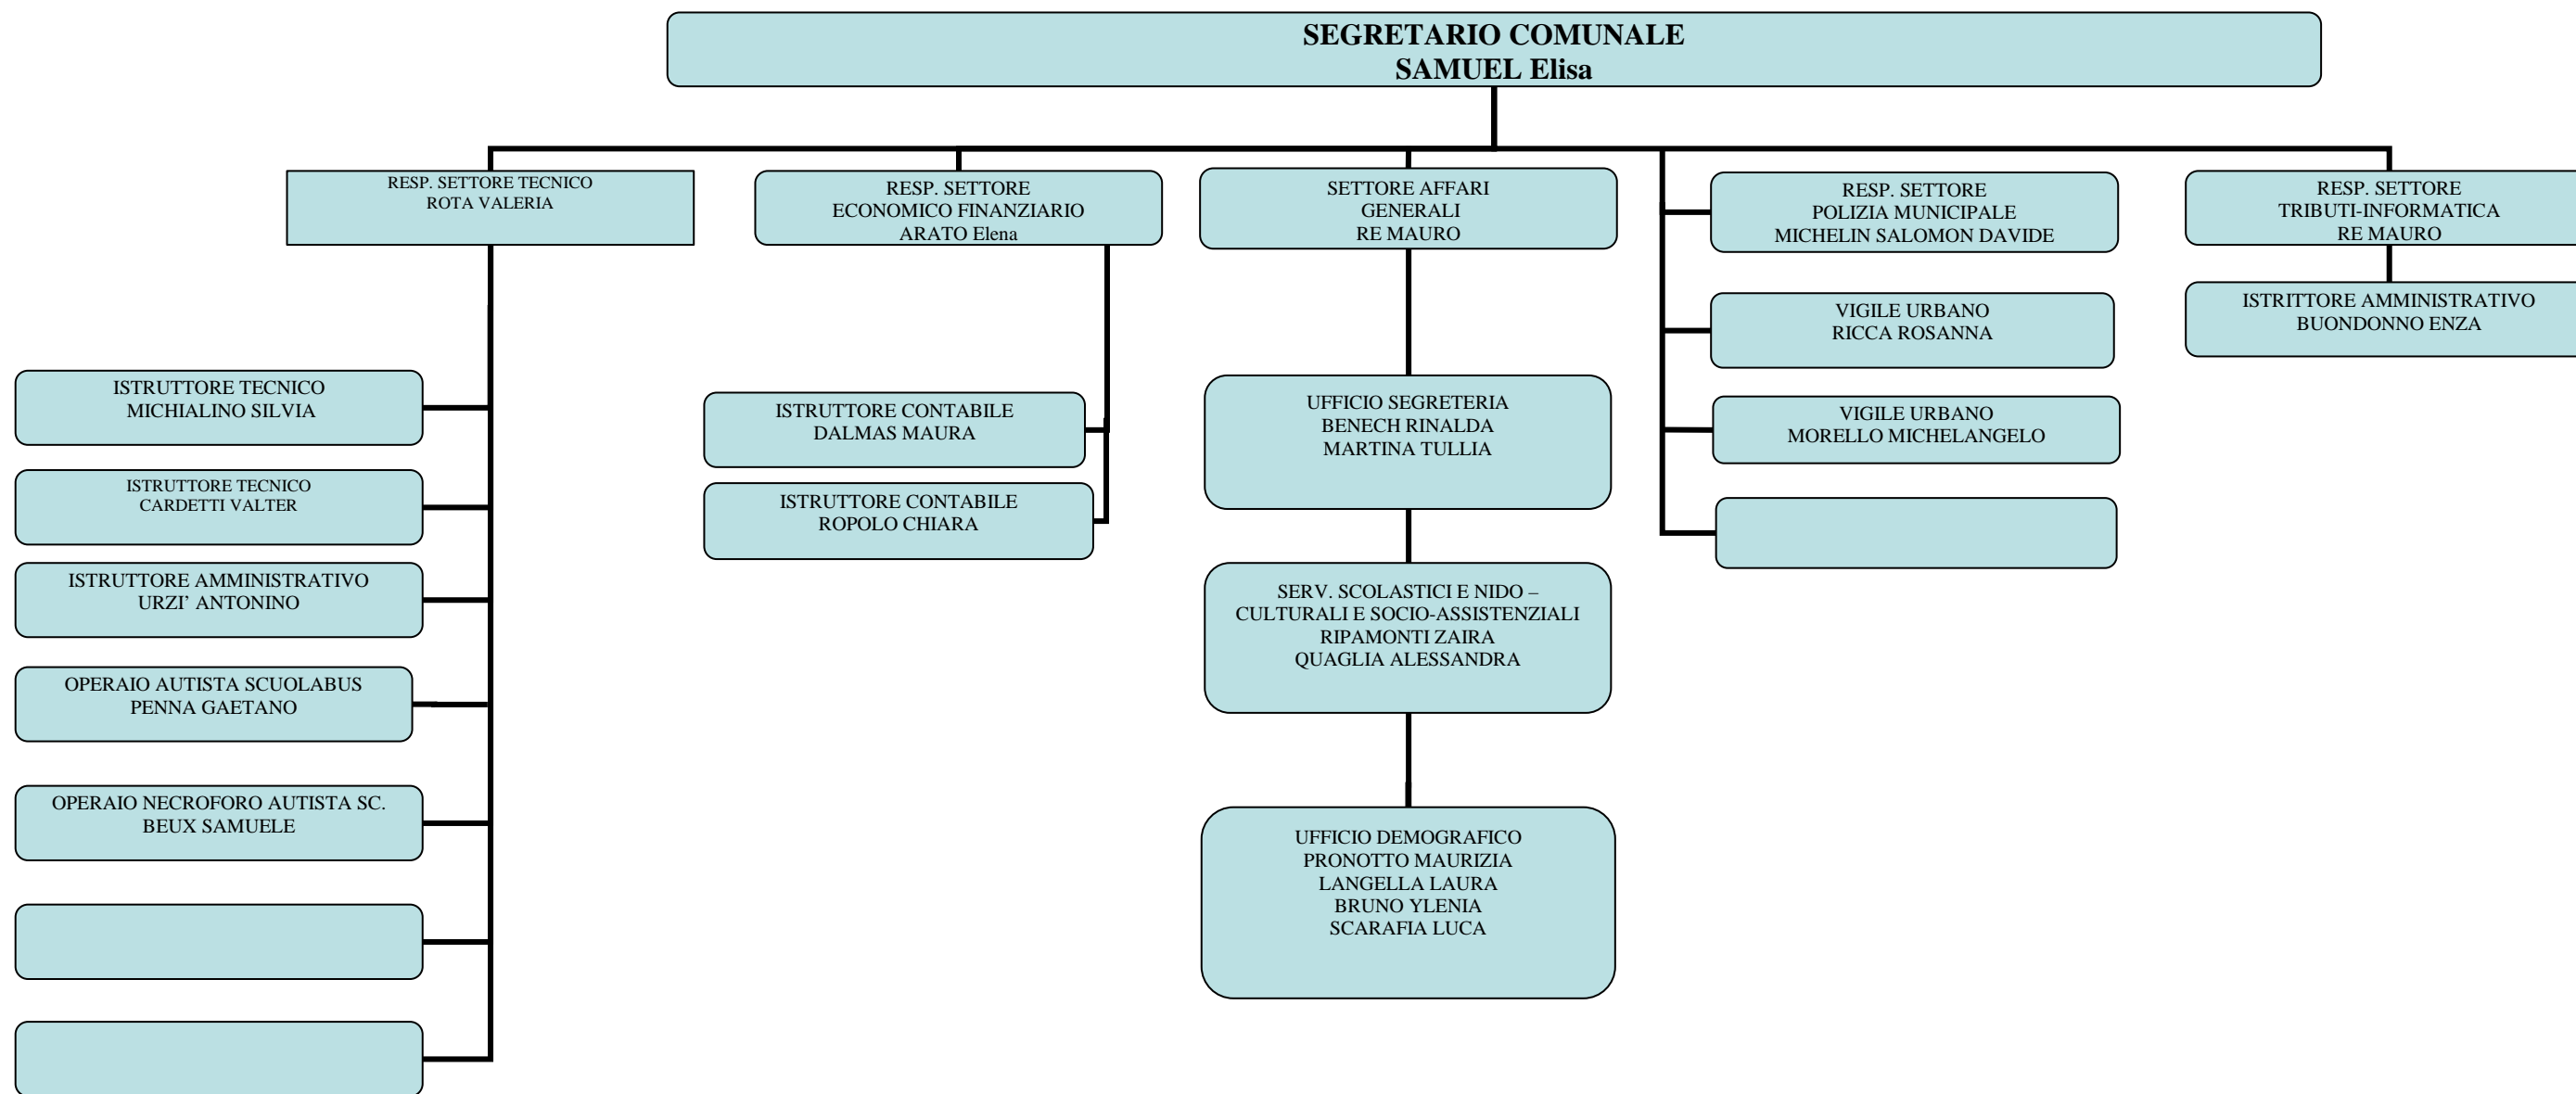 SEGRETARIO COMUNALE
SAMUEL Elisa
RESP. SETTORE TECNICO
ROTA VALERIA
RESP. SETTORE
ECONOMICO FINANZIARIO
ARATO Elena
SETTORE AFFARI
GENERALI
RE MAURO
RESP. SETTORE
POLIZIA MUNICIPALE
MICHELIN SALOMON DAVIDE
RESP. SETTORE
TRIBUTI-INFORMATICA
RE MAURO
ISTRUTTORE TECNICO
MICHIALINO SILVIA
ISTRUTTORE TECNICO
CARDETTI VALTER
ISTRUTTORE AMMINISTRATIVO
URZI’ ANTONINO
OPERAIO AUTISTA SCUOLABUS
PENNA GAETANO
OPERAIO NECROFORO AUTISTA SC.
BEUX SAMUELE
ISTRUTTORE CONTABILE
DALMAS MAURA
ISTRUTTORE CONTABILE
ROPOLO CHIARA
UFFICIO SEGRETERIA
BENECH RINALDA
MARTINA TULLIA
SERV. SCOLASTICI E NIDO –
CULTURALI E SOCIO-ASSISTENZIALI
RIPAMONTI ZAIRA
QUAGLIA ALESSANDRA
UFFICIO DEMOGRAFICO
PRONOTTO MAURIZIA
LANGELLA LAURA
BRUNO YLENIA
SCARAFIA LUCA
VIGILE URBANO
RICCA ROSANNA
VIGILE URBANO
MORELLO MICHELANGELO
ISTRITTORE AMMINISTRATIVO
BUONDONNO ENZA